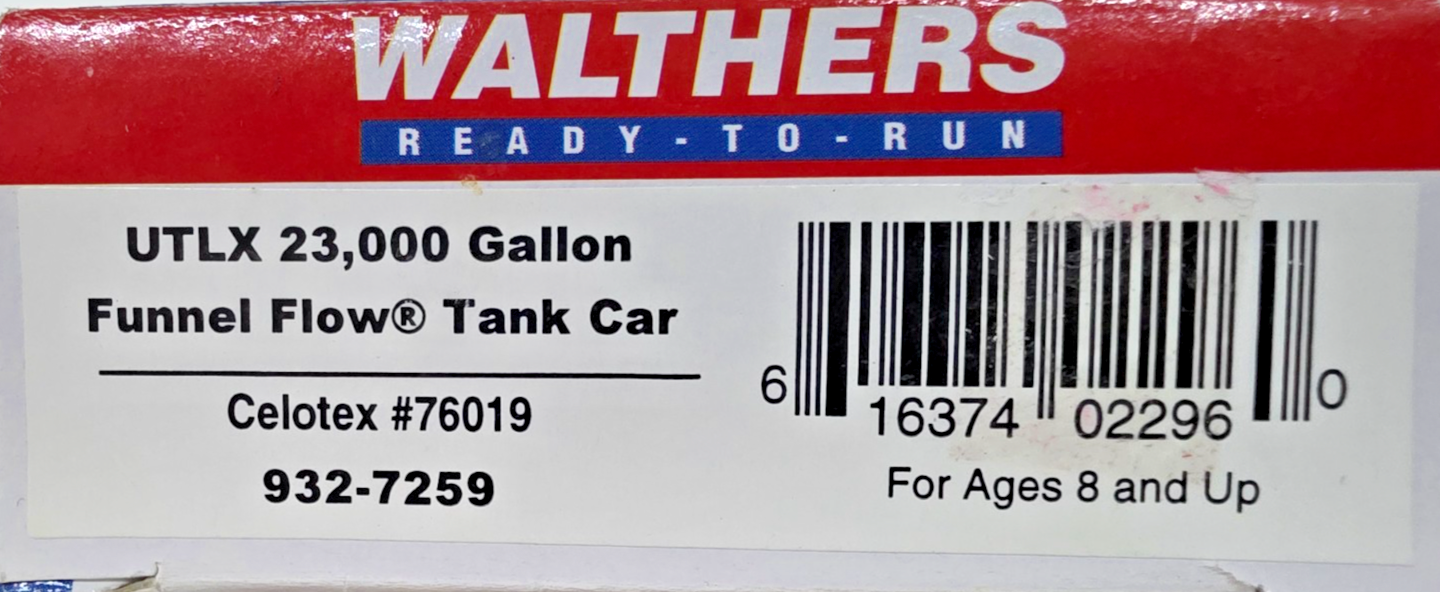 WALTHERS
READY-TO-RUN
UTLX 23,000 Gallon
Funnel Flow® Tank Car
Celotex #76019
932-7259
6 16374 02296 0
For Ages 8 and Up